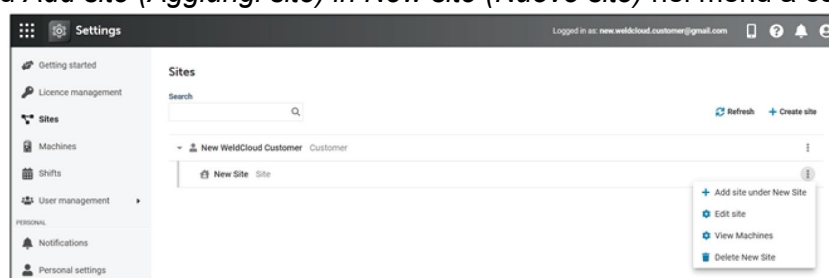 Add site (Aggiungi sito) in New site (Nuovo sito) nel menu a
Settings
Logged in as: new.weldcloud.customer@gmail.com
Getting started
Licence management
Sites
Machines
Shifts
User management
PERSONAL
Notifications
Personal settings
Sites
Search
Refresh
Create site
New WeldCloud Customer Customer
New Site Site
Add site under New Site
Edit site
View Machines
Delete New Site